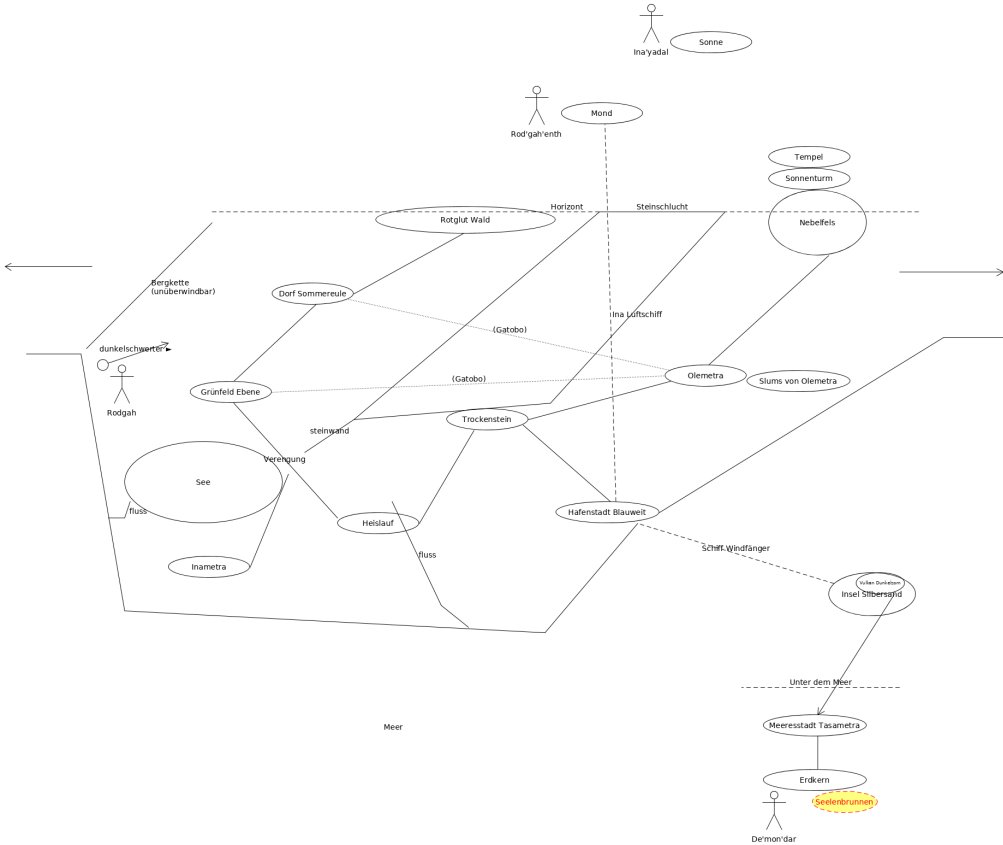 Ina'yadal
Sonne
Mond
Rod'gah'enth
Tempel
Sonnenturm
Horizont
Steinschlucht
Rotglut Wald
Nebelfels
Bergkette
(unüberwindbar)
Dorf Sommereule
Ina Luftschiff
(Gatobo)
dunkelschwerter ►
Olemetra
Slums von Olemetra
(Gatobo)
Grünfeld Ebene
Rodgah
Trockenstein
steinwand
Verengung
See
fluss
Hafenstadt Blauweit
Heislauf
Schiff Windfänger
fluss
Inametra
Vulkan Dunkelzorn
Insel Silbersand
Unter dem Meer
Meeresstadt Tasametra
Meer
Erdkern
Seelenbrunnen
De'mon'dar